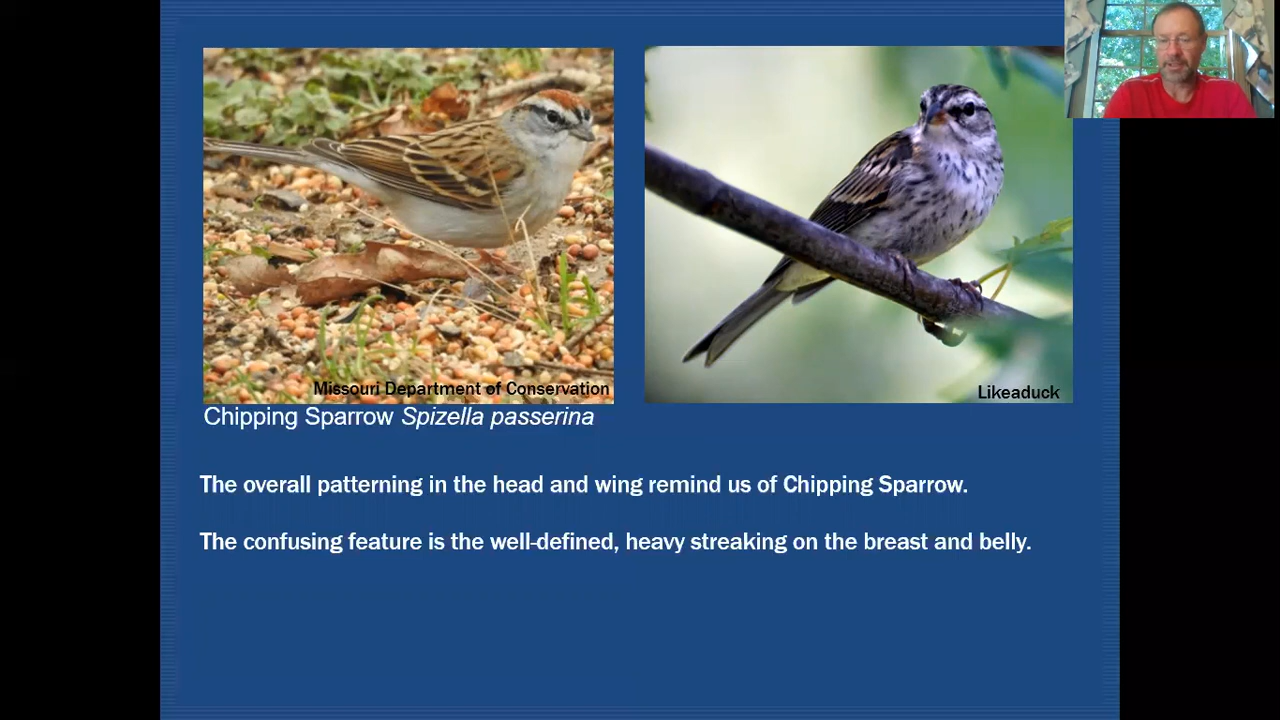 Missouri Department of Conservation
Likeaduck
Chipping Sparrow Spizella passerina
The overall patterning in the head and wing remind us of Chipping Sparrow.
The confusing feature is the well-defined, heavy streaking on the breast and belly.